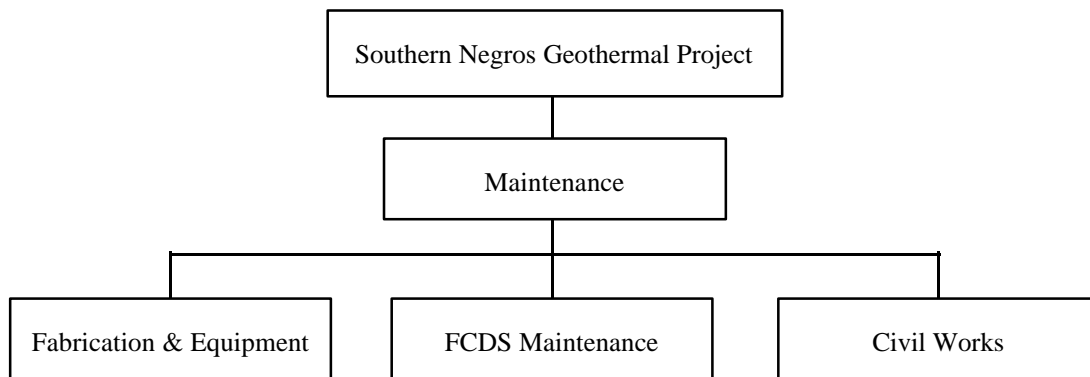 Southern Negros Geothermal Project
Maintenance
Fabrication & Equipment
FCDS Maintenance
Civil Works